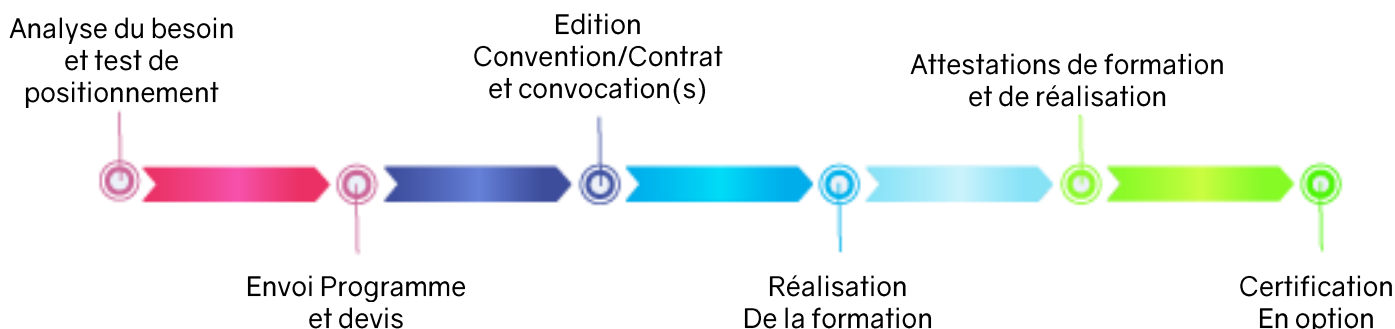 Analyse du besoin
et test de
positionnement
Envoi Programme
et devis
Edition
Convention/Contrat
et convocation(s)
Réalisation
De la formation
Attestations de formation
et de réalisation
Certification
En option